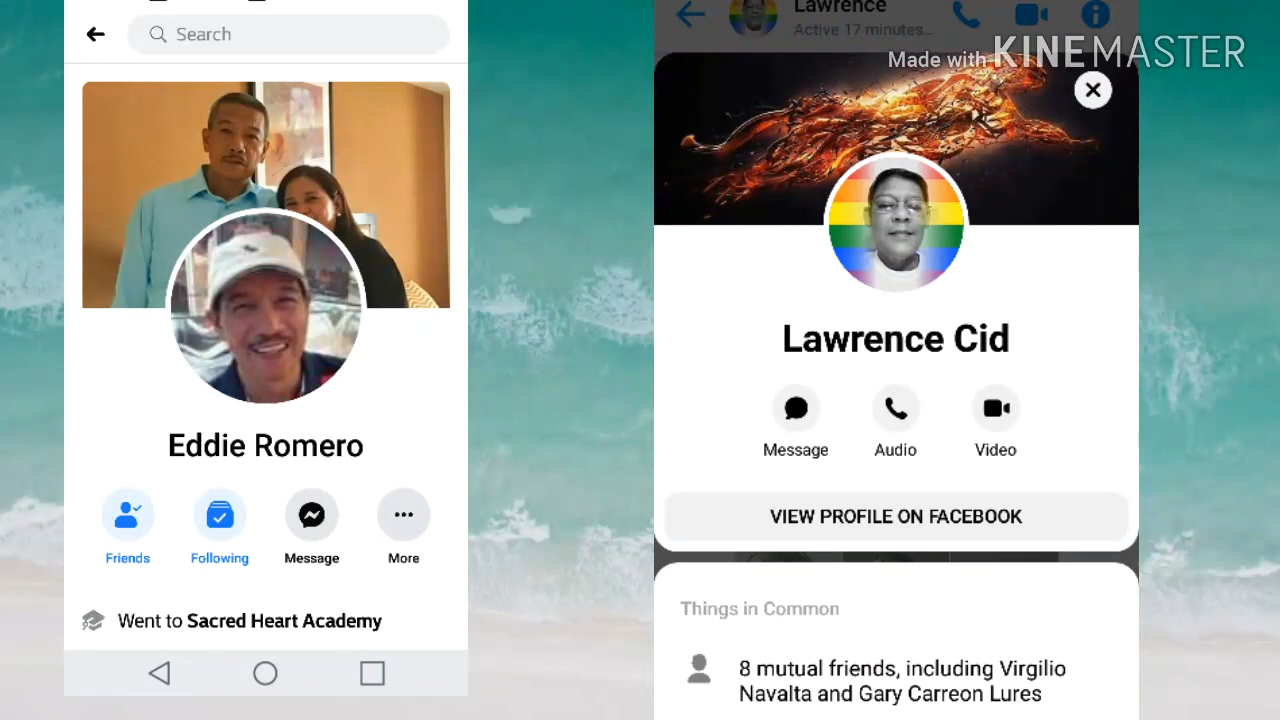 Search
Eddie Romero
Friends
Following
Message
More
Went to Sacred Heart Academy
Lawrence
Active 17 minutes...
Made with KINEMASTER
Lawrence Cid
Message
Audio
Video
VIEW PROFILE ON FACEBOOK
Things in Common
8 mutual friends, including Virgilio
Navalta and Gary Carreon Lures